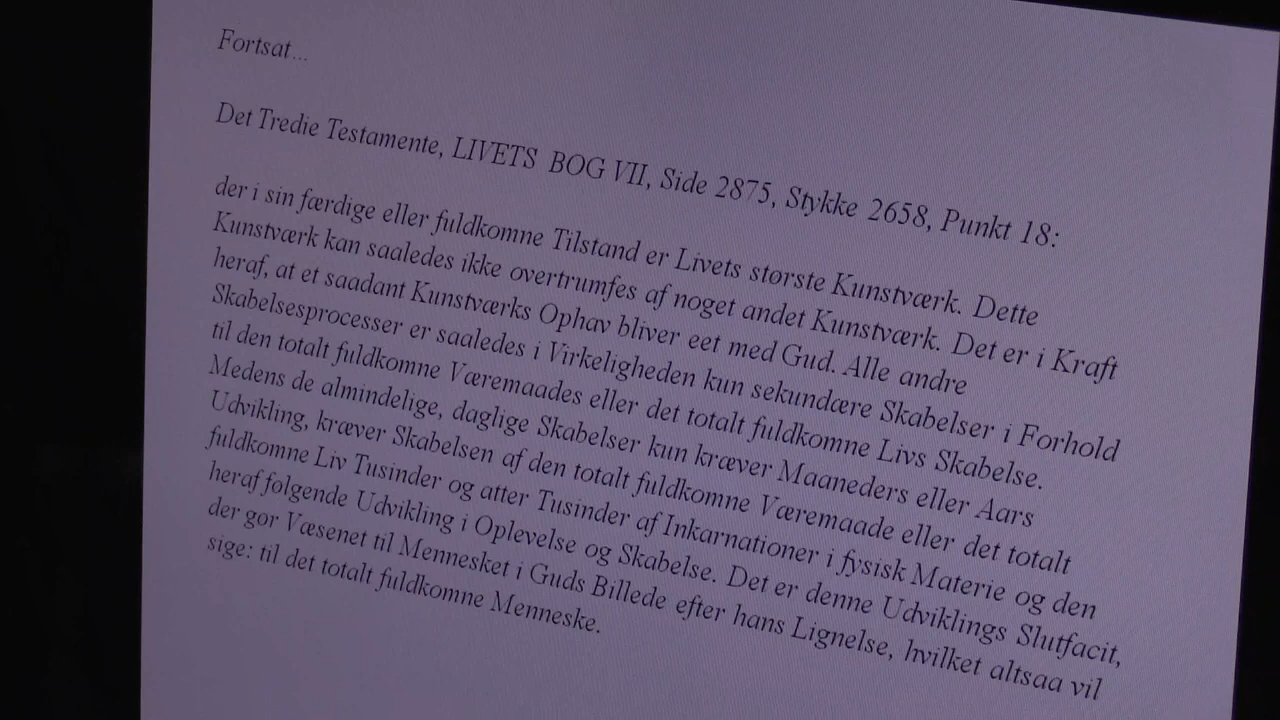 Fortsat...
Det Tredie Testamente, LIVETS BOG VII, Side 2875, Stykke 2658, Punkt 18:
der i sin færdige eller fuldkomne Tilstand er Livets største Kunstværk. Dette
Kunstværk kan saaledes ikke overtrumfes af noget andet Kunstværk. Det er i Kraft
heraf, at et saadant Kunstværks Ophav bliver eet med Gud. Alle andre
Skabelsesprocesser er saaledes i Virkeligheden kun sekundære Skabelser i Forhold
til den totalt fuldkomne Væremaades eller det totalt fuldkomne Livs Skabelse.
Medens de almindelige, daglige Skabelser kun kræver Maaneders eller Aars
Udvikling, kræver Skabelsen af den totalt fuldkomne Væremaade eller det totalt
fuldkomne Liv Tusinder og atter Tusinder af Inkarnationer i fysisk Materie og den
heraf følgende Udvikling i Oplevelse og Skabelse. Det er denne Udviklings Slutfacit,
der gør Væsenet til Mennesket i Guds Billede efter hans Lignelse, hvilket altsaa vil
sige: til det totalt fuldkomne Menneske.